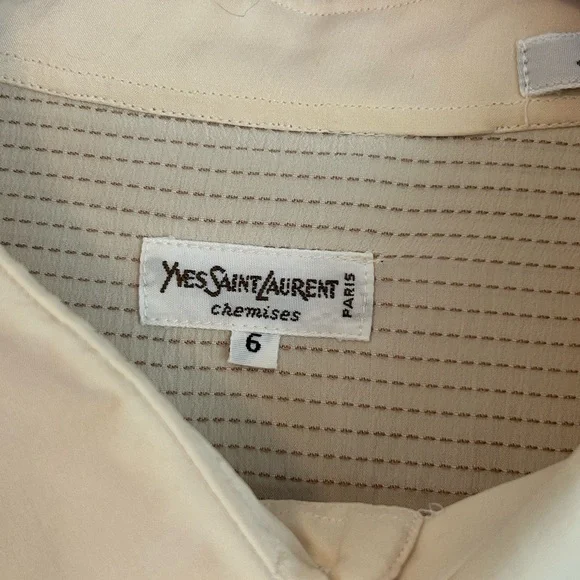 YVES SAINT LAURENT
chemises
PARIS
6